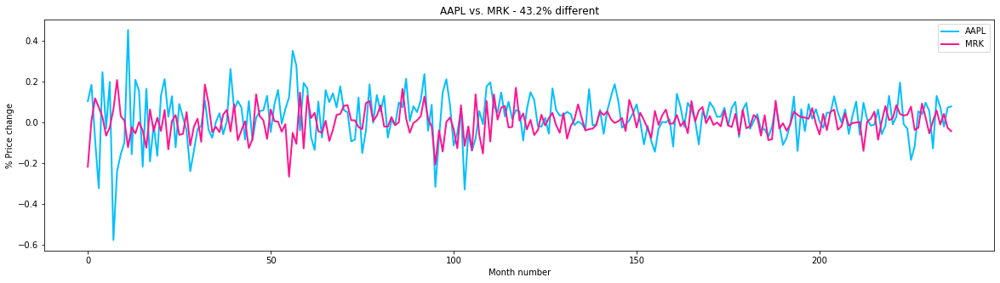 AAPL vs. MRK - 43.2% different
AAPL
MRK
% Price change
0.4
0.2
0.0
−0.2
−0.4
−0.6
0
50
100
150
200
Month number